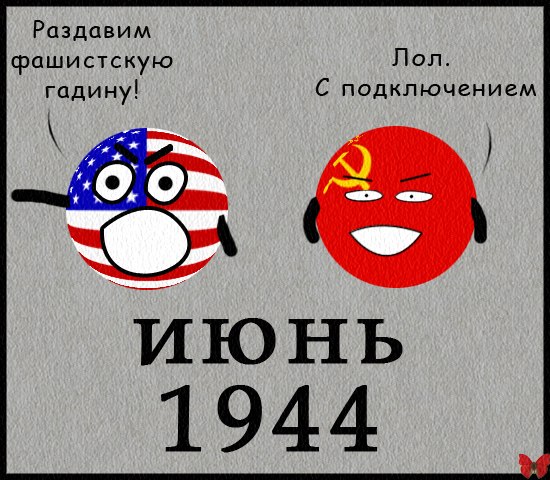 Раздавим
фашистскую
гадину!
Лол.
С подключением
июнь
1944